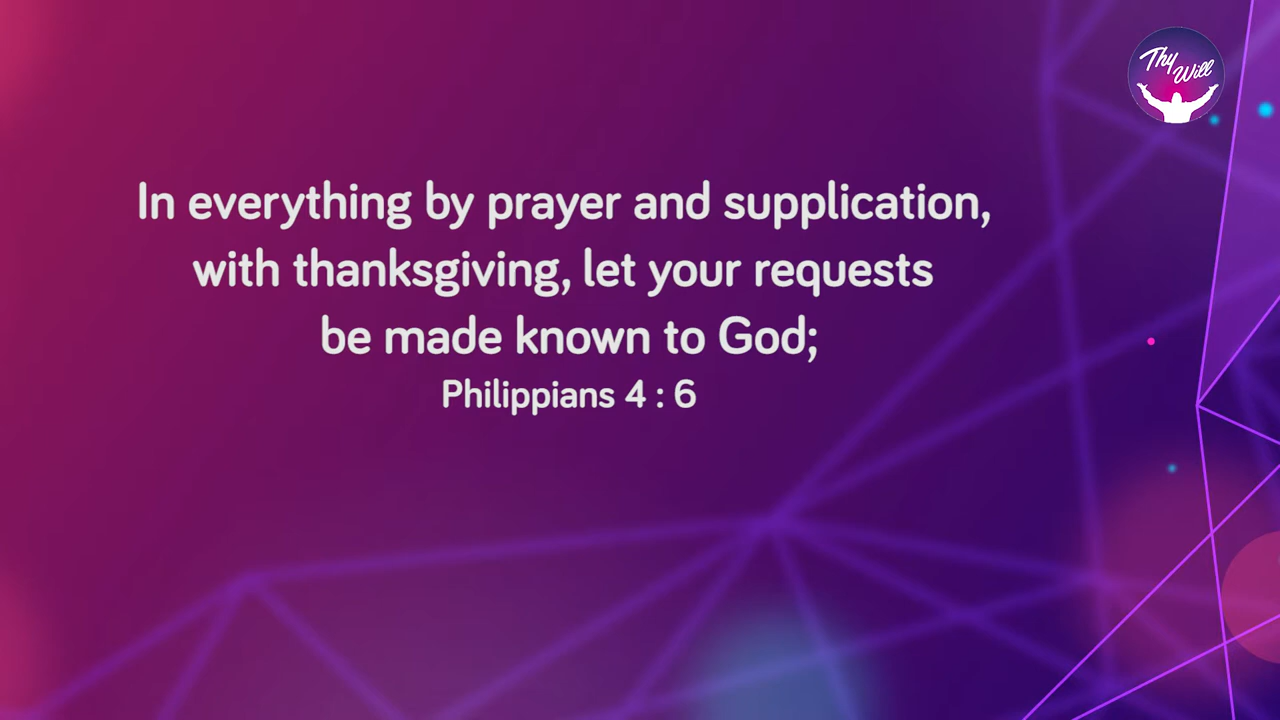 Thy
Will
In everything by prayer and supplication,
with thanksgiving, let your requests
be made known to God;
Philippians 4 : 6